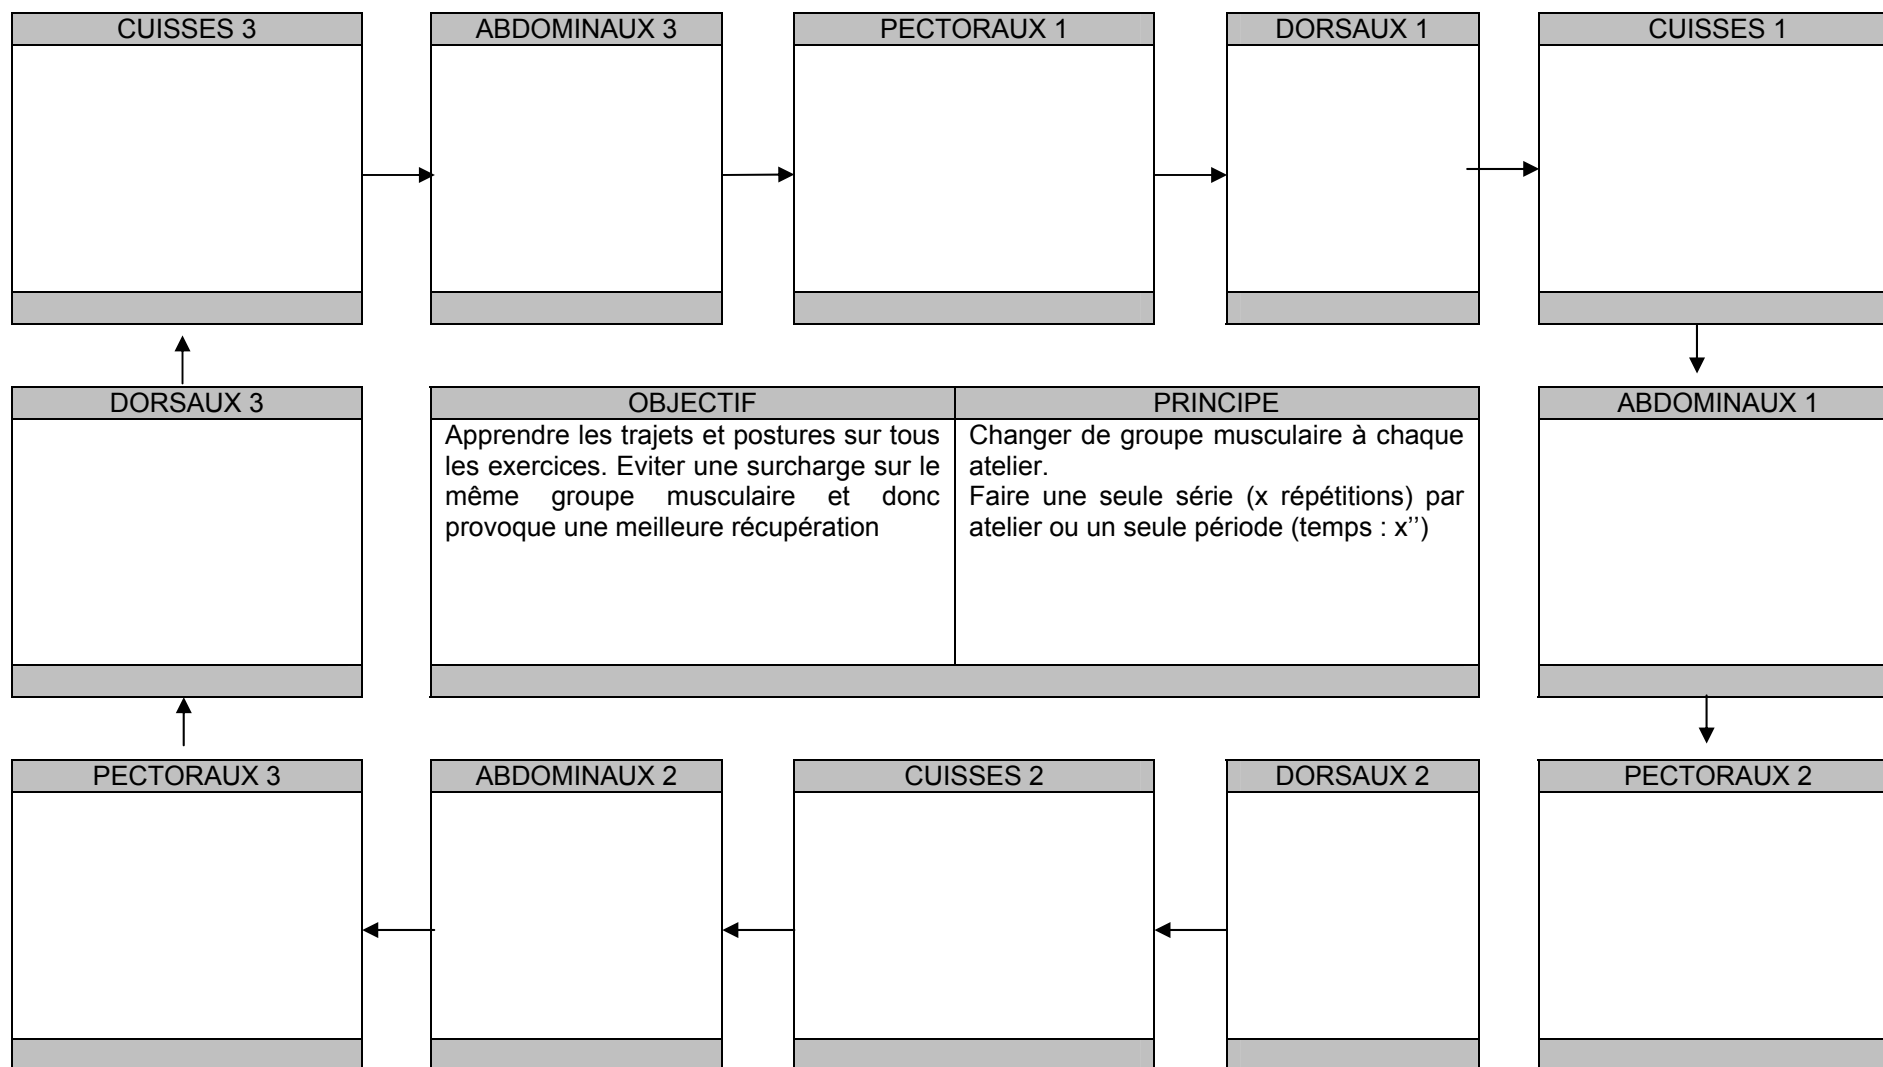 CUISSES 3
ABDOMINAUX 3
PECTORAUX 1
DORSAUX 1
CUISSES 1
DORSAUX 3
OBJECTIF
Apprendre les trajets et postures sur tous
les exercices. Eviter une surcharge sur le
même groupe musculaire et donc
provoque une meilleure récupération
PRINCIPE
Changer de groupe musculaire à chaque
atelier.
Faire une seule série (x répétitions) par
atelier ou un seule période (temps : x’’)
ABDOMINAUX 1
PECTORAUX 3
ABDOMINAUX 2
CUISSES 2
DORSAUX 2
PECTORAUX 2